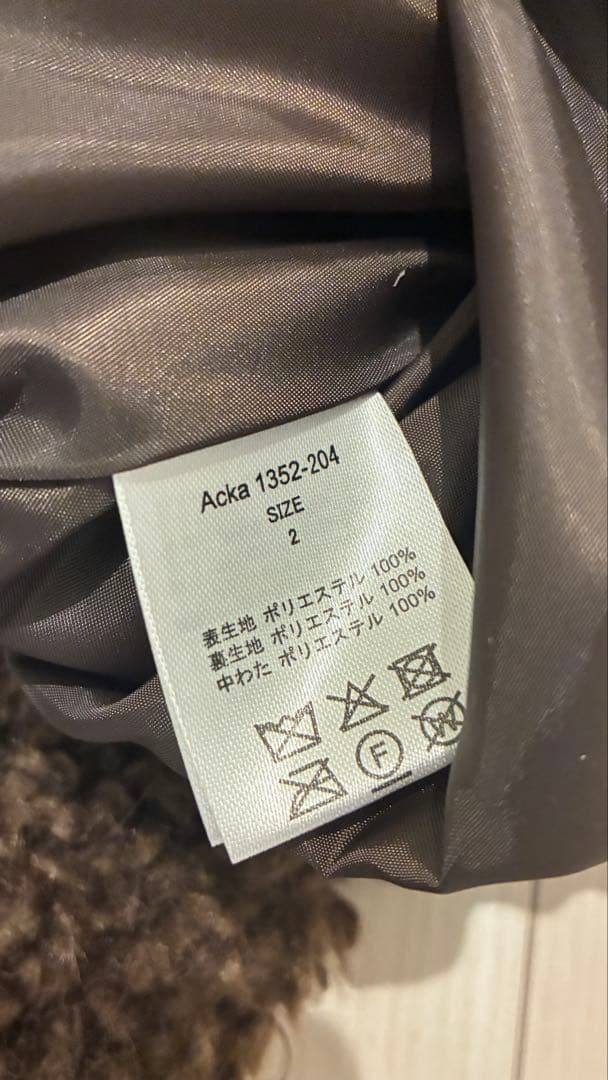 Acka 1352-204
SIZE
2
表生地 ポリエステル 100%
裏生地 ポリエステル 100%
中わた ポリエステル 100%
F
W